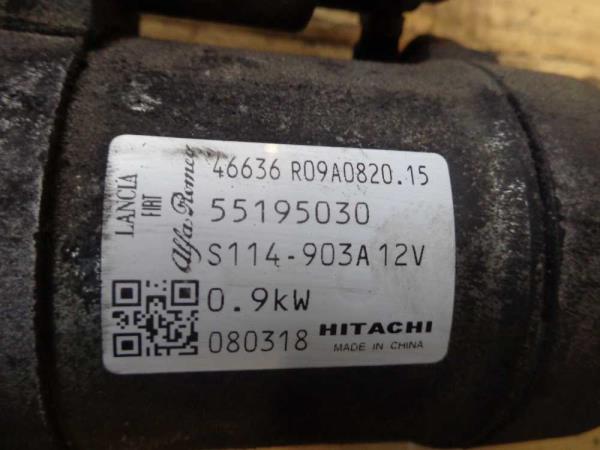 46636 R09A0820.15
LANCIA
FIAT
Alfa Romeo
55195030
S114-903A 12V
0.9kW
080318 HITACHI
MADE IN CHINA